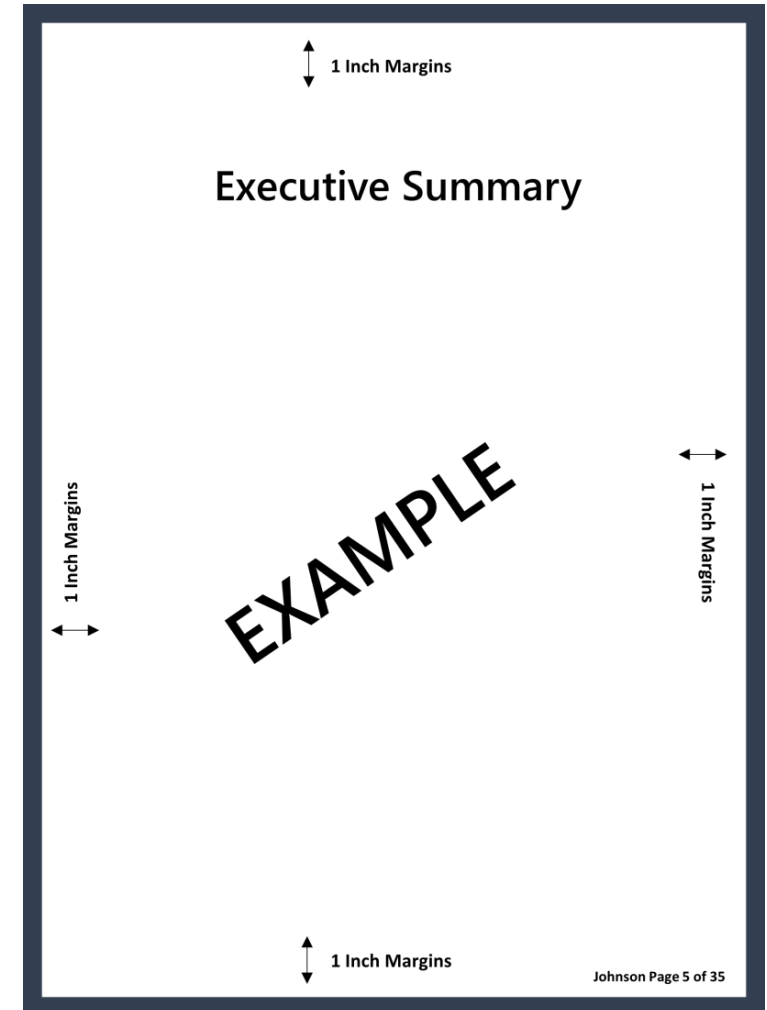 1 Inch Margins
Executive Summary
EXAMPLE
1 Inch Margins
1 Inch Margins
1 Inch Margins
Johnson Page 5 of 35